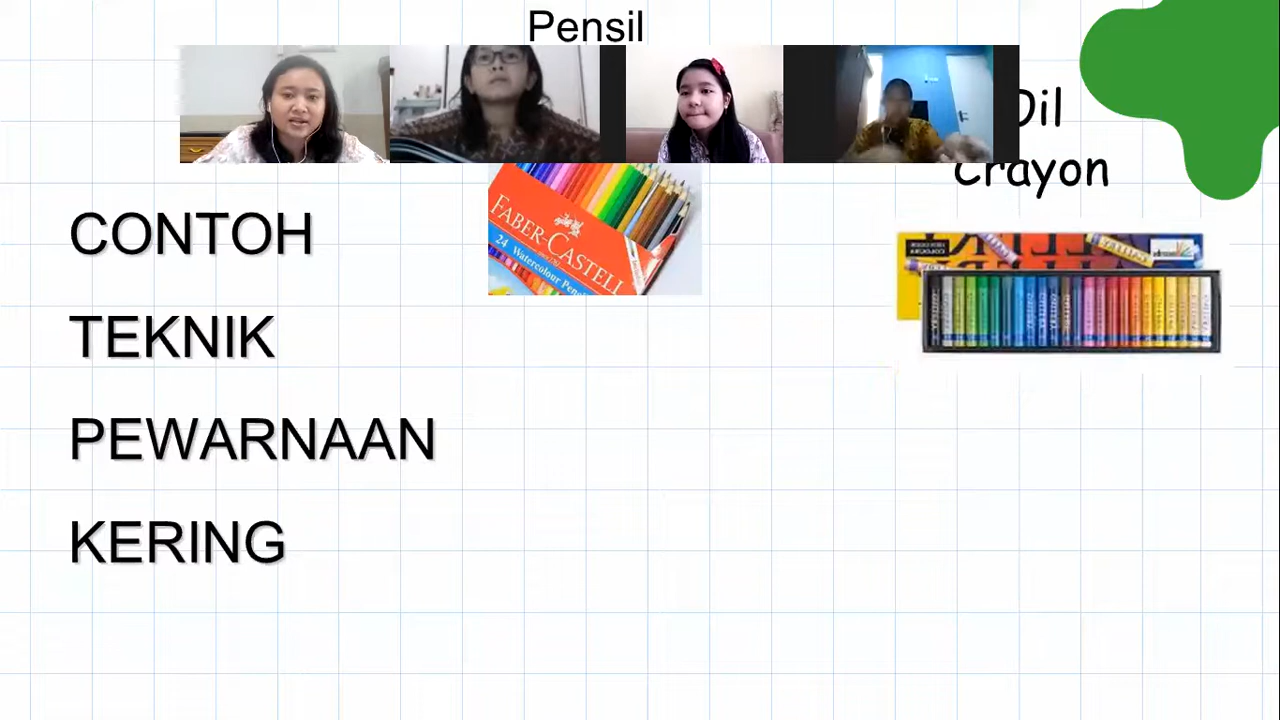 Pensil
Oil
Crayon
CONTOH
TEKNIK
PEWARNAAN
KERING
FABER-CASTELL
24 Watercolour Pencils